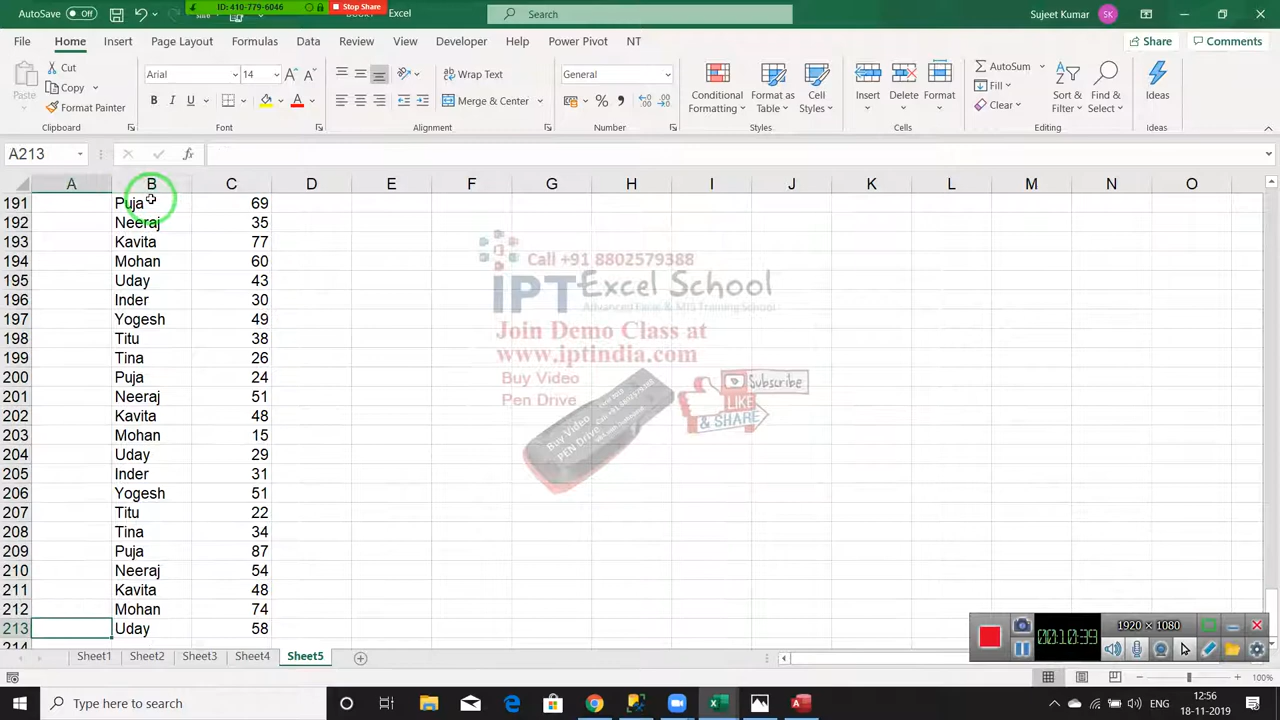 AutoSave Off
ID: 410-779-6046 Stop Share
Excel
Search
Sujeet Kumar SK
File Home Insert Page Layout Formulas Data Review View Developer Help Power Pivot NT
Share Comments
Paste
Cut
Copy
Format Painter
Arial 14
B I U
Wrap Text
Merge & Center
General
Conditional Formatting
Format as Table
Cell Styles
Insert Delete Format
AutoSum
Fill
Clear
Sort & Filter
Find & Select
Ideas
Clipboard Font Alignment Number Styles Cells Editing Ideas
A213 fx
A B C D E F G H I J K L M N O
191 Puja 69
192 Neeraj 35
193 Kavita 77
194 Mohan 60
195 Uday 43
196 Inder 30
197 Yogesh 49
198 Titu 38
199 Tina 26
200 Puja 24
201 Neeraj 51
202 Kavita 48
203 Mohan 15
204 Uday 29
205 Inder 31
206 Yogesh 51
207 Titu 22
208 Tina 34
209 Puja 87
210 Neeraj 54
211 Kavita 48
212 Mohan 74
213 Uday 58
Call +91 8802579388
IPT Excel School
Advanced Excel & MIS Training School
Join Demo Class at
www.iptindia.com
Buy Video
Pen Drive
Buy Video
PEN Drive
Subscribe
LIKE
& SHARE
00:10:39
1920 × 1080
Sheet1 Sheet2 Sheet3 Sheet4 Sheet5
100%
Type here to search
ENG
12:56
18-11-2019